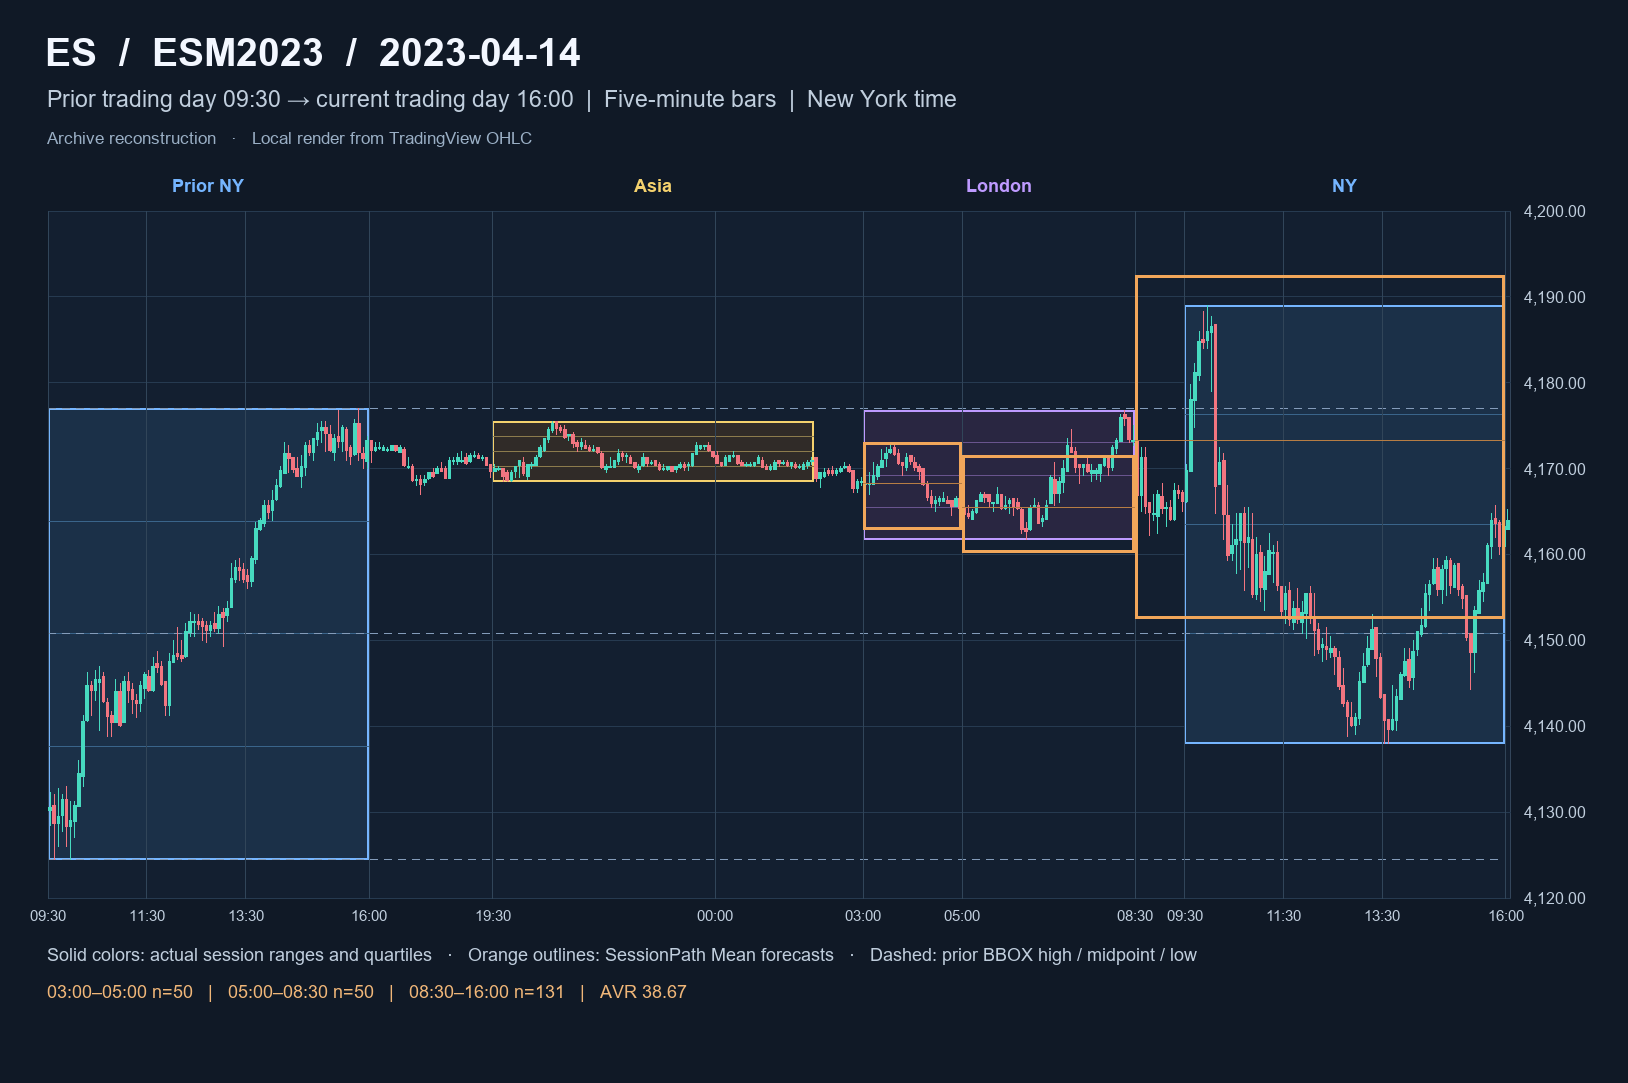 ES / ESM2023 / 2023-04-14
Prior trading day 09:30 → current trading day 16:00 | Five-minute bars | New York time
Archive reconstruction · Local render from TradingView OHLC
Prior NY Asia London NY
4,200.00
4,190.00
4,180.00
4,170.00
4,160.00
4,150.00
4,140.00
4,130.00
4,120.00
09:30 11:30 13:30 16:00 19:30 00:00 03:00 05:00 08:30 09:30 11:30 13:30 16:00
Solid colors: actual session ranges and quartiles · Orange outlines: SessionPath Mean forecasts · Dashed: prior BBOX high / midpoint / low
03:00–05:00 n=50 | 05:00–08:30 n=50 | 08:30–16:00 n=131 | AVR 38.67